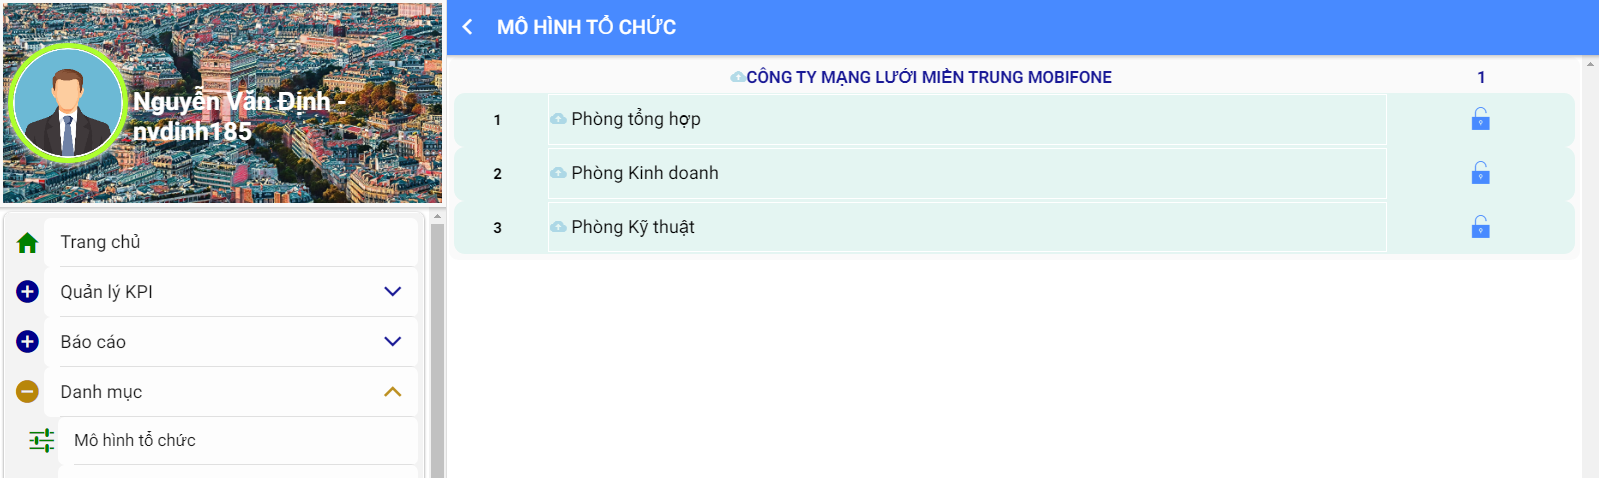 Nguyễn Văn Định -
nvdinh185
Trang chủ
Quản lý KPI
Báo cáo
Danh mục
Mô hình tổ chức
MÔ HÌNH TỔ CHỨC
CÔNG TY MẠNG LƯỚI MIỀN TRUNG MOBIFONE 1
1 Phòng tổng hợp
2 Phòng Kinh doanh
3 Phòng Kỹ thuật